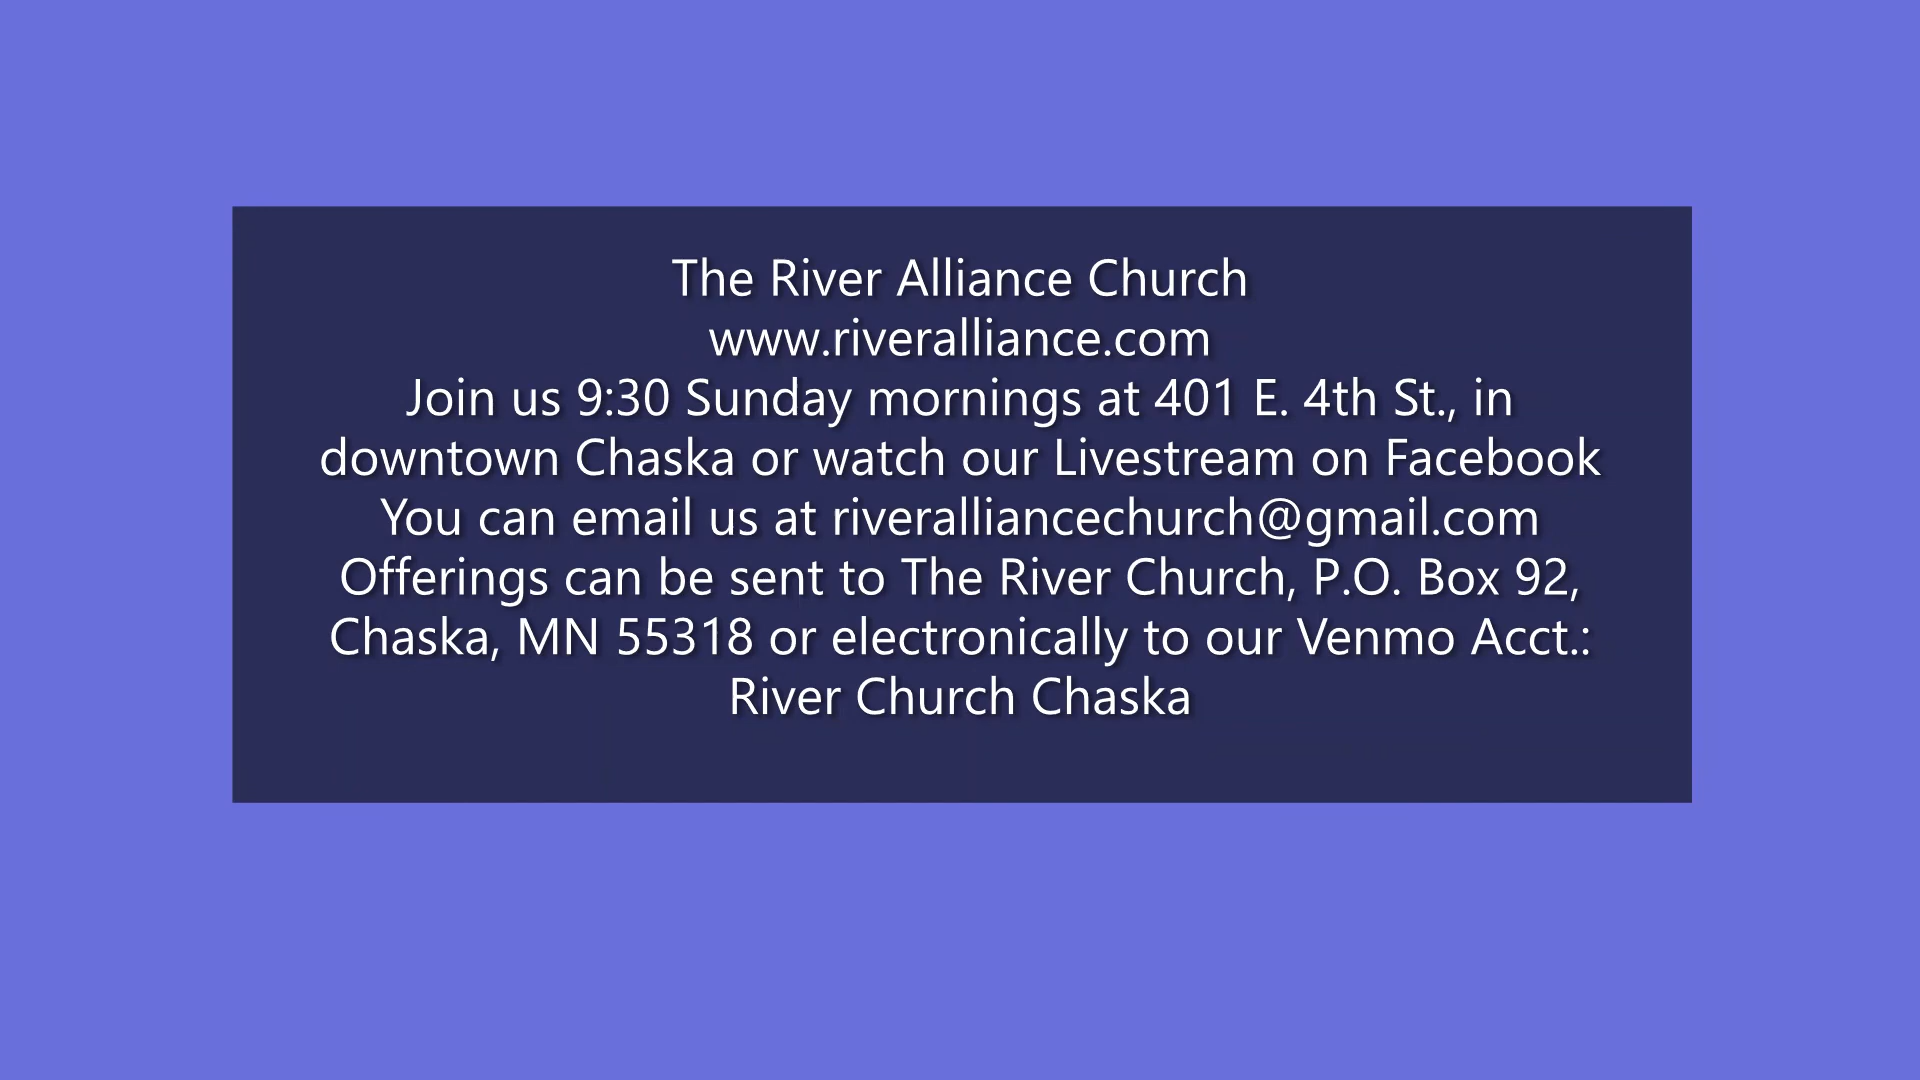 The River Alliance Church
www.riveralliance.com
Join us 9:30 Sunday mornings at 401 E. 4th St., in
downtown Chaska or watch our Livestream on Facebook
You can email us at riveralliancechurch@gmail.com
Offerings can be sent to The River Church, P.O. Box 92,
Chaska, MN 55318 or electronically to our Venmo Acct.:
River Church Chaska